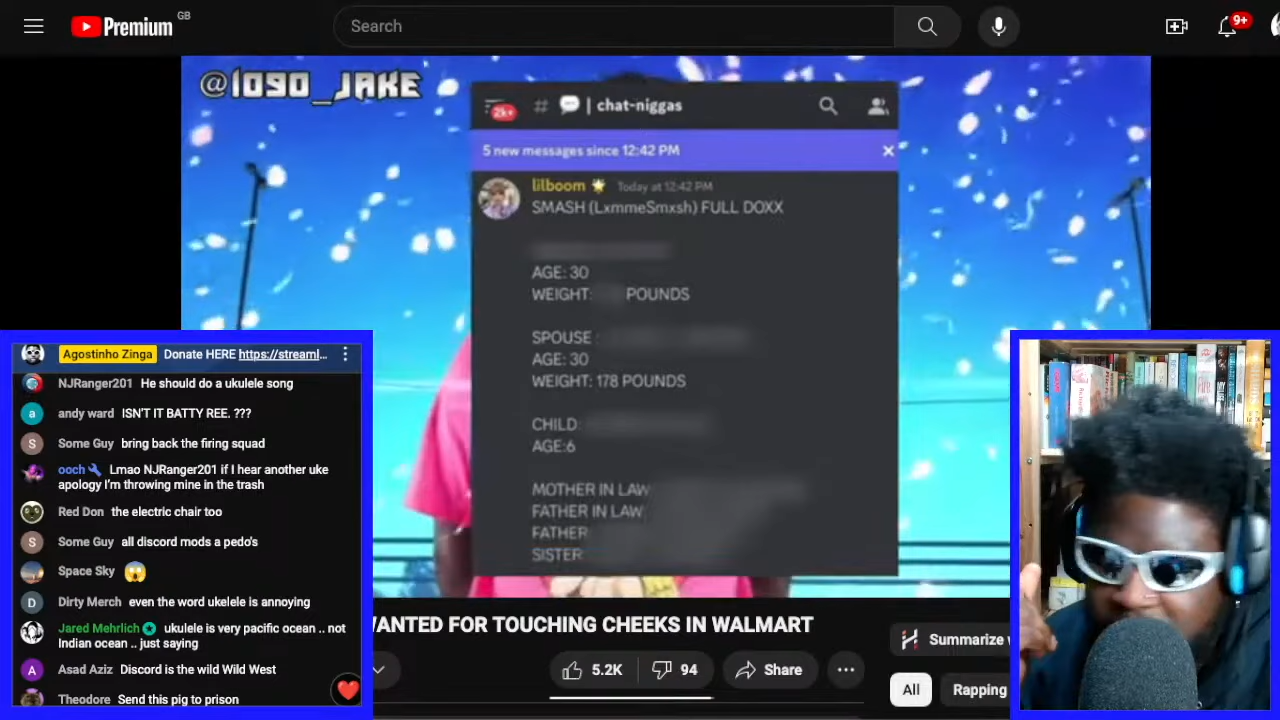 Premium GB
Search
9+
@1090_JAKE
2k+
# 💬 | chat-niggas
5 new messages since 12:42 PM
lilboom Today at 12:42 PM
SMASH (LxmmeSmxsh) FULL DOXX
AGE: 30
WEIGHT: POUNDS
SPOUSE :
AGE: 30
WEIGHT: 178 POUNDS
CHILD:
AGE:6
MOTHER IN LAW
FATHER IN LAW:
FATHER:
SISTER:
Agostinho Zinga Donate HERE https://streaml...
NJRanger201 He should do a ukulele song
andy ward ISN'T IT BATTY REE. ???
Some Guy bring back the firing squad
ooch Lmao NJRanger201 if I hear another uke
apology I'm throwing mine in the trash
Red Don the electric chair too
Some Guy all discord mods a pedo's
Space Sky 😱
Dirty Merch even the word ukelele is annoying
Jared Mehrlich ukulele is very pacific ocean .. not
Indian ocean .. just saying
Asad Aziz Discord is the wild Wild West
Theodore Send this pig to prison
WANTED FOR TOUCHING CHEEKS IN WALMART
5.2K
94
Share
Summarize
All
Rapping